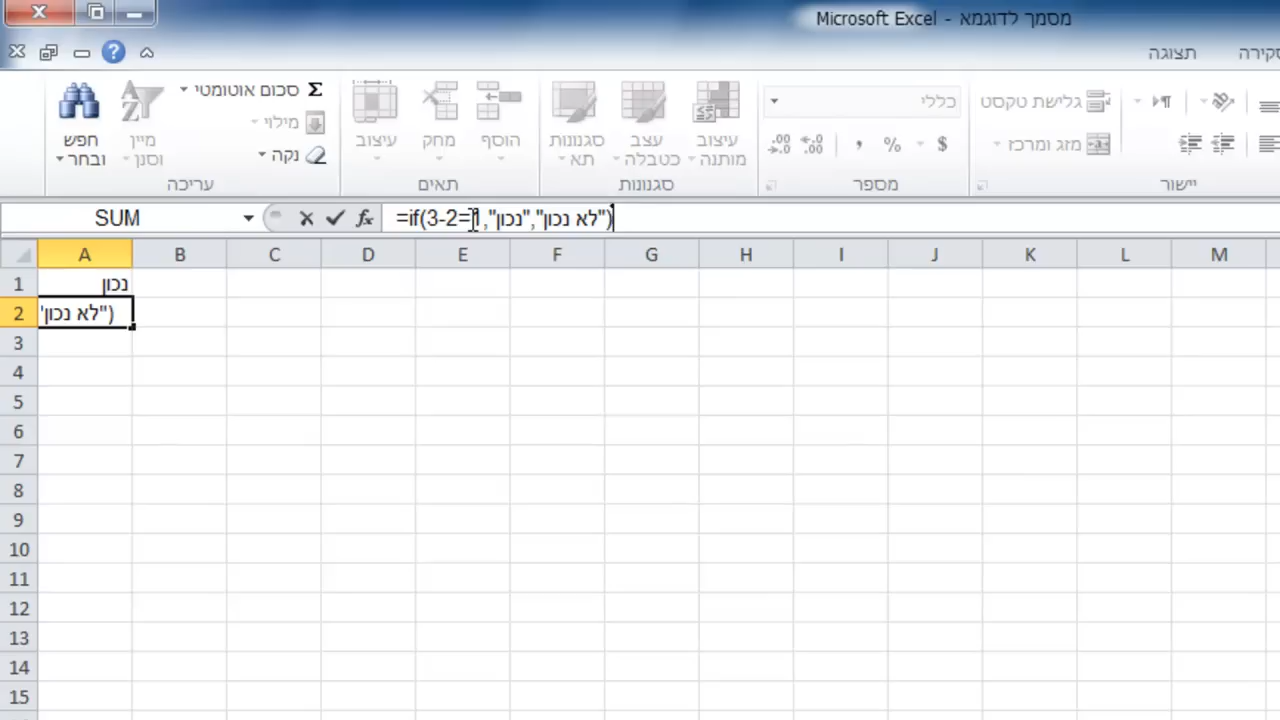 מסמך לדוגמא - Microsoft Excel
סקירה תצוגה
גלישת טקסט
מזג ומרכז
יישור
כללי
$ % ,
מספר
עיצוב מותנה
עצב כטבלה
סגנונות תא
סגנונות
הוסף
מחק
עיצוב
תאים
Σ סכום אוטומטי
מילוי
נקה
מיין וסנן
חפש ובחר
עריכה
SUM
fx
=if(3-2=1,"נכון","לא נכון")
A B C D E F G H I J K L M
1 נכון
2 "לא נכון")
3
4
5
6
7
8
9
10
11
12
13
14
15